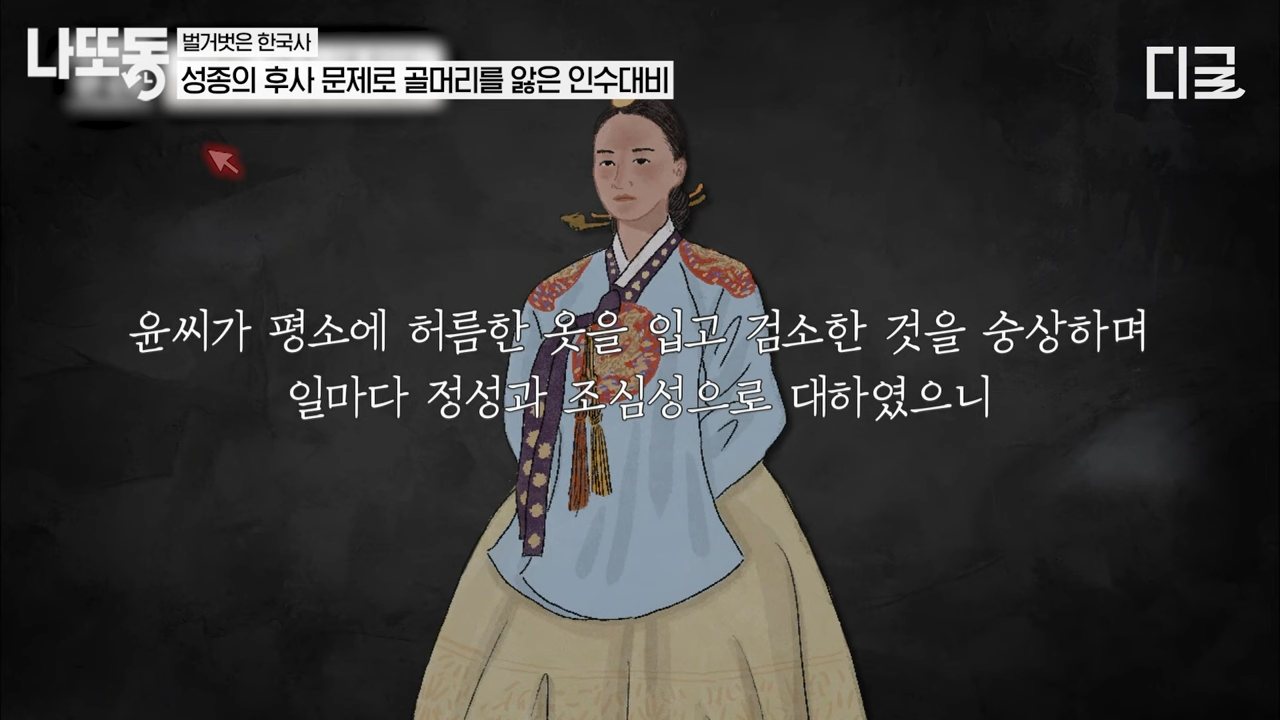 나또동
벌거벗은 한국사
성종의 후사 문제로 골머리를 앓은 인수대비
디글
윤씨가 평소에 허름한 옷을 입고 검소한 것을 숭상하며
일마다 정성과 조심성으로 대하였으니